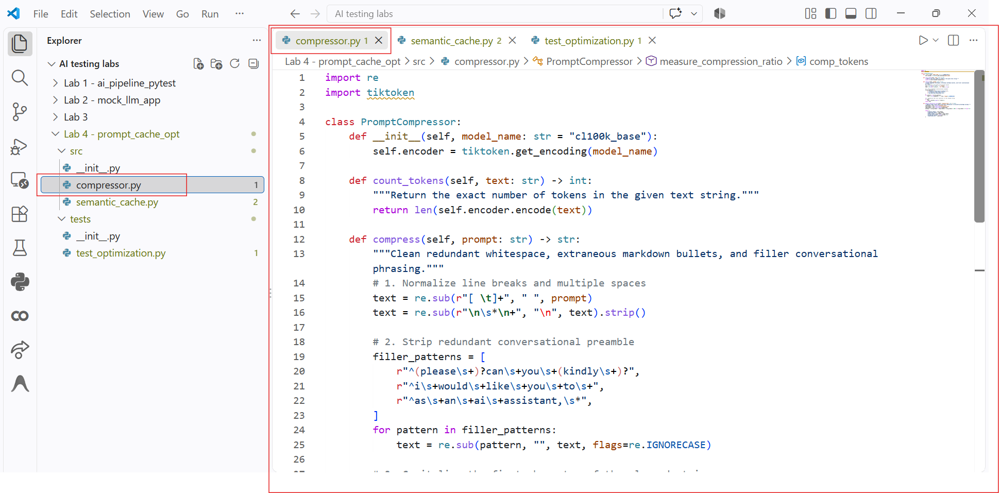 File Edit Selection View Go Run ···
AI testing labs
Explorer
AI testing labs
Lab 1 - ai_pipeline_pytest
Lab 2 - mock_llm_app
Lab 3
Lab 4 - prompt_cache_opt
src
__init__.py
compressor.py 1
semantic_cache.py 2
tests
__init__.py
test_optimization.py 1
compressor.py 1 semantic_cache.py 2 test_optimization.py 1
Lab 4 - prompt_cache_opt > src > compressor.py > PromptCompressor > measure_compression_ratio > comp_tokens
1 import re
2 import tiktoken
3
4 class PromptCompressor:
5     def __init__(self, model_name: str = "cl100k_base"):
6         self.encoder = tiktoken.get_encoding(model_name)
7
8     def count_tokens(self, text: str) -> int:
9         """Return the exact number of tokens in the given text string."""
10         return len(self.encoder.encode(text))
11
12     def compress(self, prompt: str) -> str:
13         """Clean redundant whitespace, extraneous markdown bullets, and filler conversational
phrasing."""
14         # 1. Normalize line breaks and multiple spaces
15         text = re.sub(r"[ \t]+", " ", prompt)
16         text = re.sub(r"\n\s*\n+", "\n", text).strip()
17
18         # 2. Strip redundant conversational preamble
19         filler_patterns = [
20             r"^(please\s+)?can\s+you\s+(kindly\s+)?",
21             r"^i\s+would\s+like\s+you\s+to\s+",
22             r"^as\s+an\s+ai\s+assistant,\s*",
23         ]
24         for pattern in filler_patterns:
25             text = re.sub(pattern, "", text, flags=re.IGNORECASE)
26